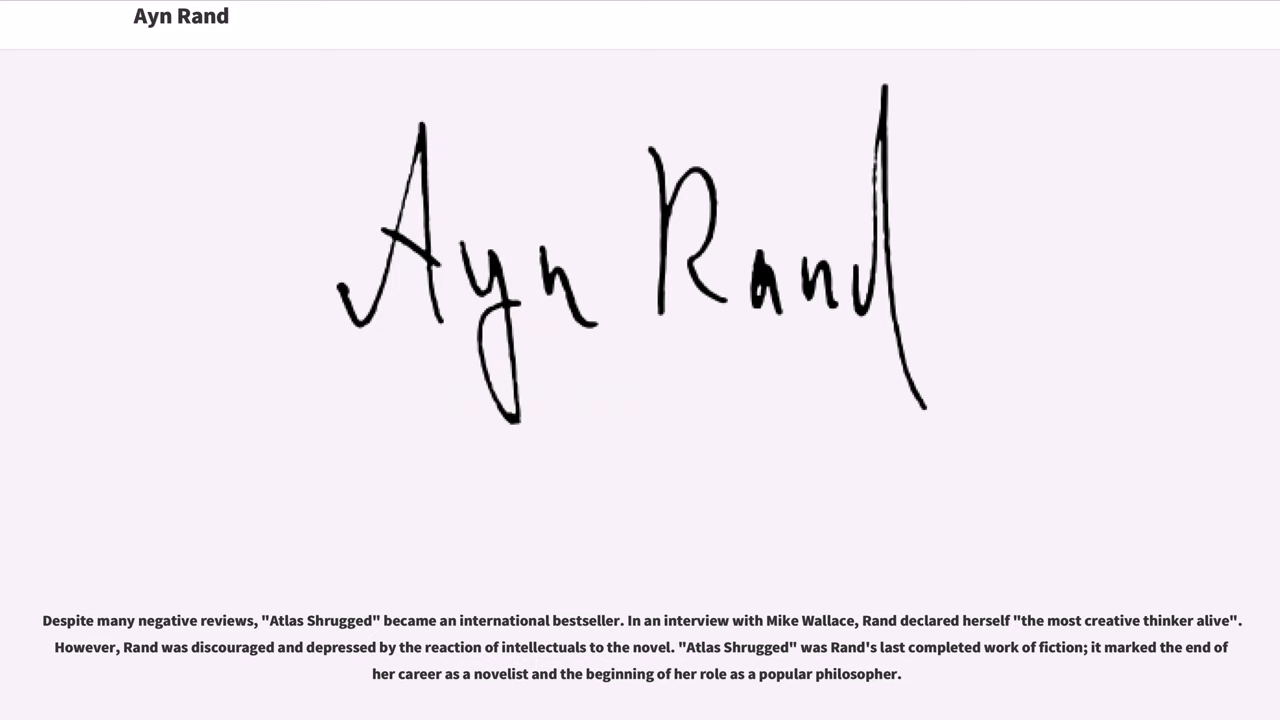 Ayn Rand
Ayn Rand
Despite many negative reviews, "Atlas Shrugged" became an international bestseller. In an interview with Mike Wallace, Rand declared herself "the most creative thinker alive".
However, Rand was discouraged and depressed by the reaction of intellectuals to the novel. "Atlas Shrugged" was Rand's last completed work of fiction; it marked the end of
her career as a novelist and the beginning of her role as a popular philosopher.